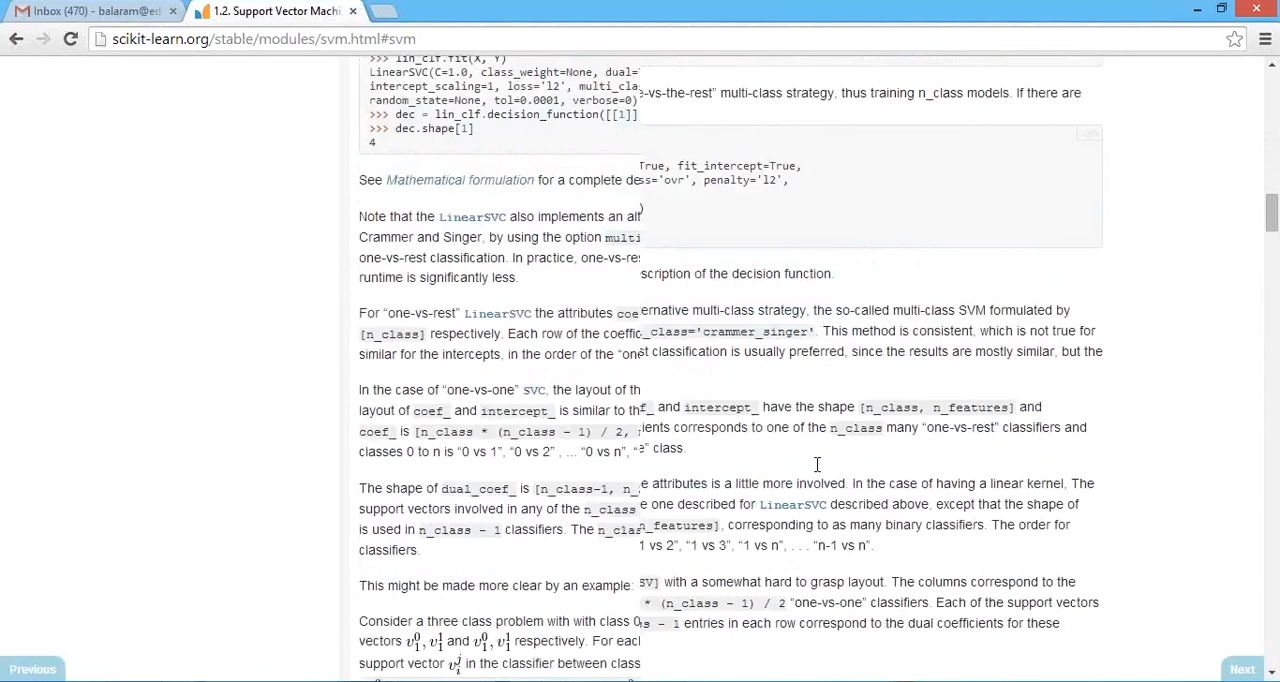 Inbox (470) - balaram@ed
1.2. Support Vector Machi
scikit-learn.org/stable/modules/svm.html#svm
>>> lin_clf.fit(X, Y)
LinearSVC(C=1.0, class_weight=None, dual=
intercept_scaling=1, loss='l2', multi_cla
random_state=None, tol=0.0001, verbose=0)
>>> dec = lin_clf.decision_function([[1]]
>>> dec.shape[1]
4
See Mathematical formulation for a complete de
Note that the LinearSVC also implements an alt
Crammer and Singer, by using the option multi
one-vs-rest classification. In practice, one-vs-re
runtime is significantly less.
For “one-vs-rest” LinearSVC the attributes coe
[n_class] respectively. Each row of the coeffic
similar for the intercepts, in the order of the “on
In the case of “one-vs-one” SVC, the layout of th
layout of coef_ and intercept_ is similar to th
coef_ is [n_class * (n_class - 1) / 2,
classes 0 to n is “0 vs 1”, “0 vs 2” , ... “0 vs n”, “
The shape of dual_coef_ is [n_class-1, n_
support vectors involved in any of the n_class
is used in n_class - 1 classifiers. The n_clas
classifiers.
This might be made more clear by an example:
Consider a three class problem with with class 0
vectors v₁⁰, v₁¹ and v₁⁰, v₁¹ respectively. For each
support vector vᵢʲ in the classifier between class
e-vs-the-rest” multi-class strategy, thus training n_class models. If there are
True, fit_intercept=True,
ss='ovr', penalty='l2',
)
scription of the decision function.
ernative multi-class strategy, the so-called multi-class SVM formulated by
_class='crammer_singer'. This method is consistent, which is not true for
st classification is usually preferred, since the results are mostly similar, but the
f_ and intercept_ have the shape [n_class, n_features] and
ients corresponds to one of the n_class many “one-vs-rest” classifiers and
e” class.
e attributes is a little more involved. In the case of having a linear kernel, The
e one described for LinearSVC described above, except that the shape of
n_features], corresponding to as many binary classifiers. The order for
1 vs 2”, “1 vs 3”, “1 vs n”, . . . “n-1 vs n”.
SV] with a somewhat hard to grasp layout. The columns correspond to the
* (n_class - 1) / 2 “one-vs-one” classifiers. Each of the support vectors
s - 1 entries in each row correspond to the dual coefficients for these
Previous
Next